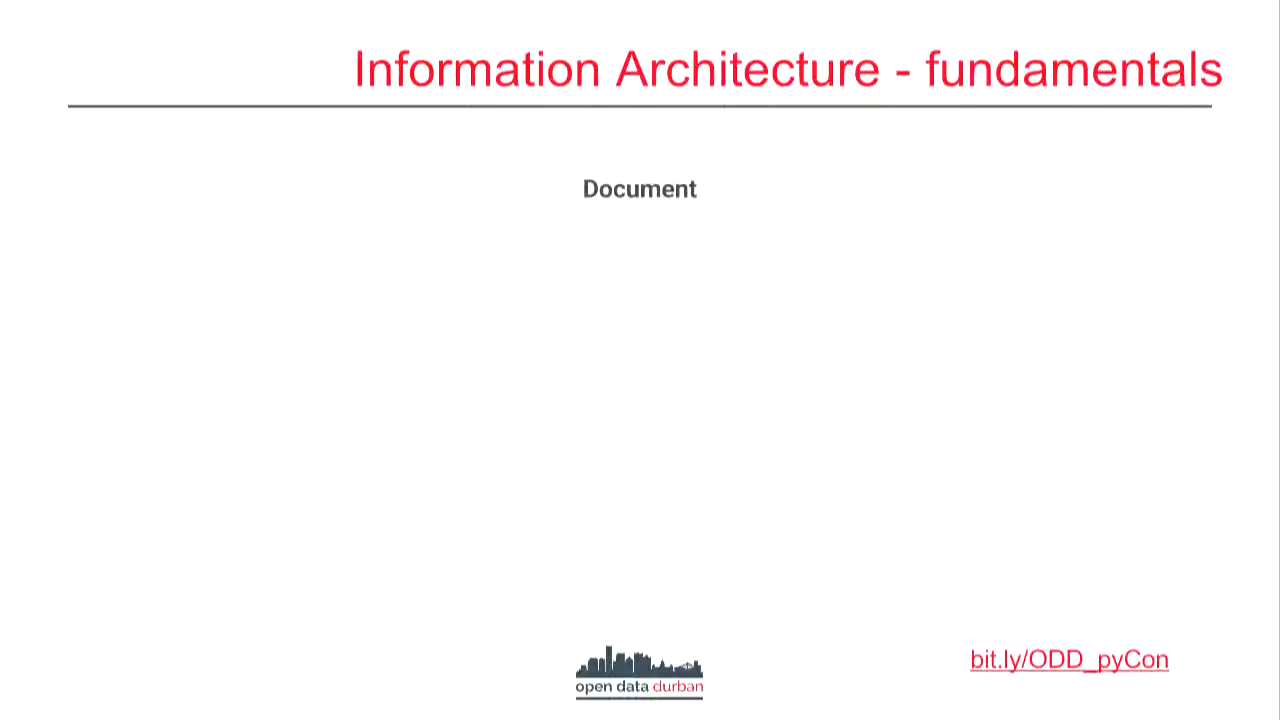 Information Architecture - fundamentals
Document
open data durban
bit.ly/ODD_pyCon